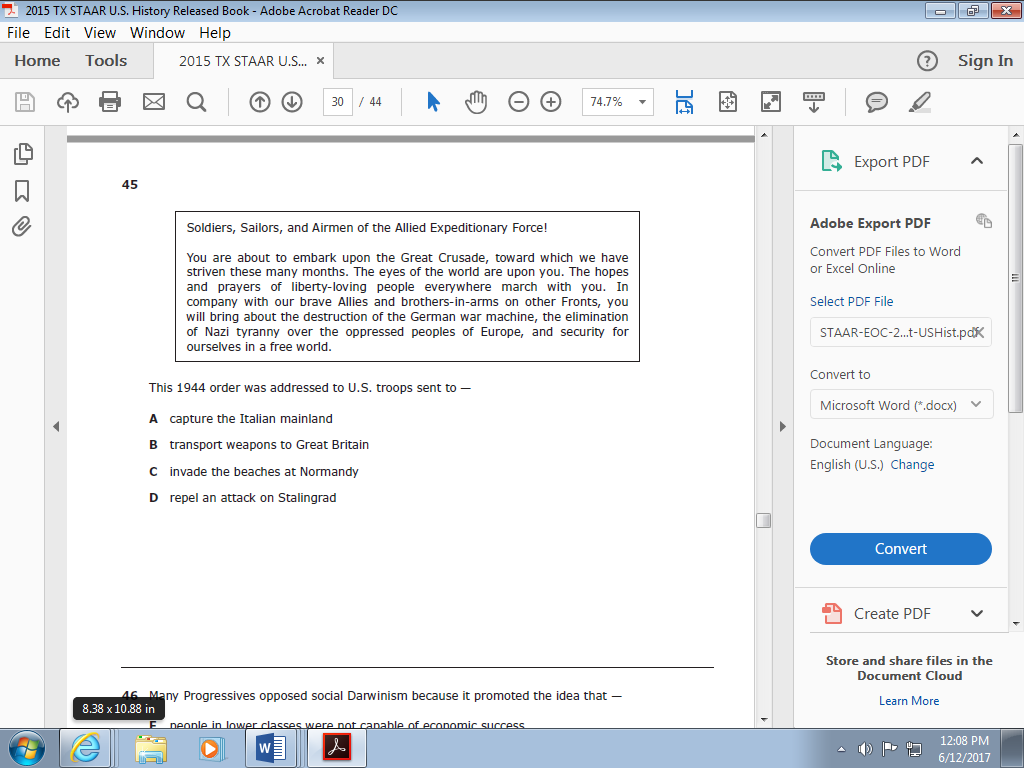 2015 TX STAAR U.S. History Released Book - Adobe Acrobat Reader DC
File Edit View Window Help
Home Tools 2015 TX STAAR U.S... × Sign In
30 / 44 74.7%
45
Soldiers, Sailors, and Airmen of the Allied Expeditionary Force!
You are about to embark upon the Great Crusade, toward which we have
striven these many months. The eyes of the world are upon you. The hopes
and prayers of liberty-loving people everywhere march with you. In
company with our brave Allies and brothers-in-arms on other Fronts, you
will bring about the destruction of the German war machine, the elimination
of Nazi tyranny over the oppressed peoples of Europe, and security for
ourselves in a free world.
This 1944 order was addressed to U.S. troops sent to —
A capture the Italian mainland
B transport weapons to Great Britain
C invade the beaches at Normandy
D repel an attack on Stalingrad
46 Many Progressives opposed social Darwinism because it promoted the idea that —
F people in lower classes were not capable of economic success
8.38 x 10.88 in
Export PDF
Adobe Export PDF
Convert PDF Files to Word
or Excel Online
Select PDF File
STAAR-EOC-2...t-USHist.pdf
Convert to
Microsoft Word (*.docx)
Document Language:
English (U.S.) Change
Convert
Create PDF
Store and share files in the
Document Cloud
Learn More
12:08 PM
6/12/2017